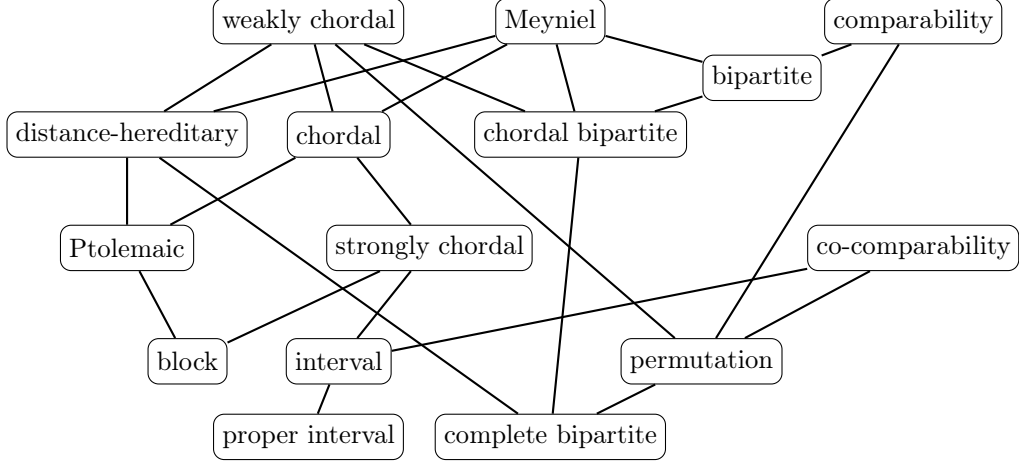 weakly chordal
Meyniel
comparability
bipartite
distance-hereditary
chordal
chordal bipartite
Ptolemaic
strongly chordal
co-comparability
block
interval
permutation
proper interval
complete bipartite